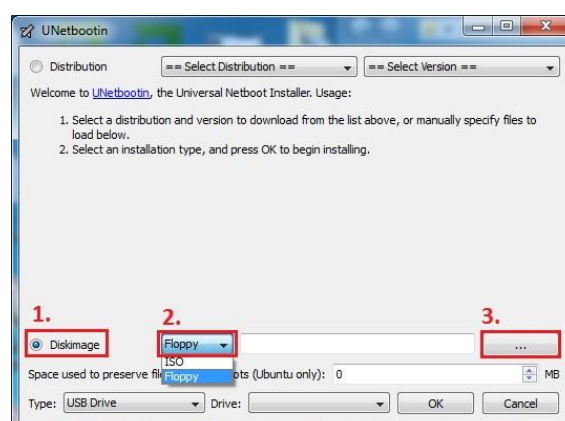 UNetbootin
Distribution == Select Distribution == == Select Version ==
Welcome to UNetbootin, the Universal Netboot Installer. Usage:
1. Select a distribution and version to download from the list above, or manually specify files to
load below.
2. Select an installation type, and press OK to begin installing.
1. 2. 3.
Diskimage Floppy ...
ISO
Space used to preserve fil Floppy ots (Ubuntu only): 0 MB
Type: USB Drive Drive: OK Cancel